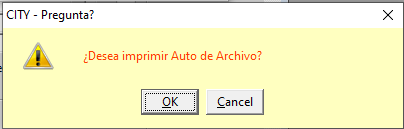 CITY - Pregunta?
¿Desea imprimir Auto de Archivo?
OK
Cancel